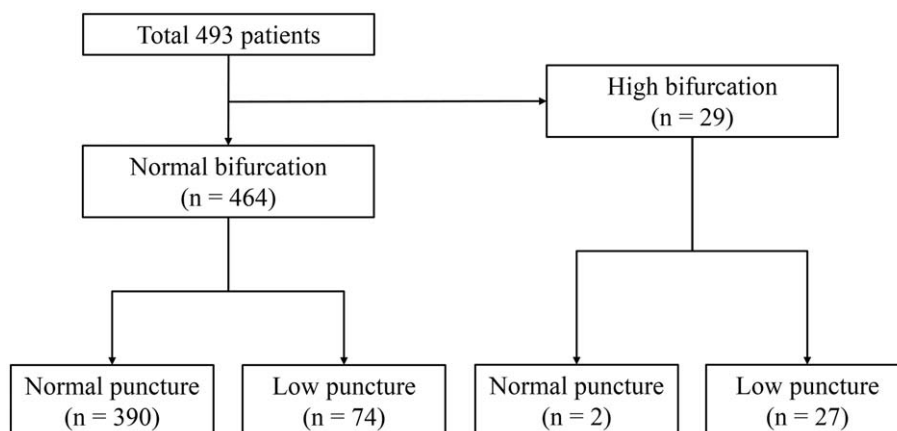 Total 493 patients
High bifurcation
(n = 29)
Normal bifurcation
(n = 464)
Normal puncture
(n = 390)
Low puncture
(n = 74)
Normal puncture
(n = 2)
Low puncture
(n = 27)